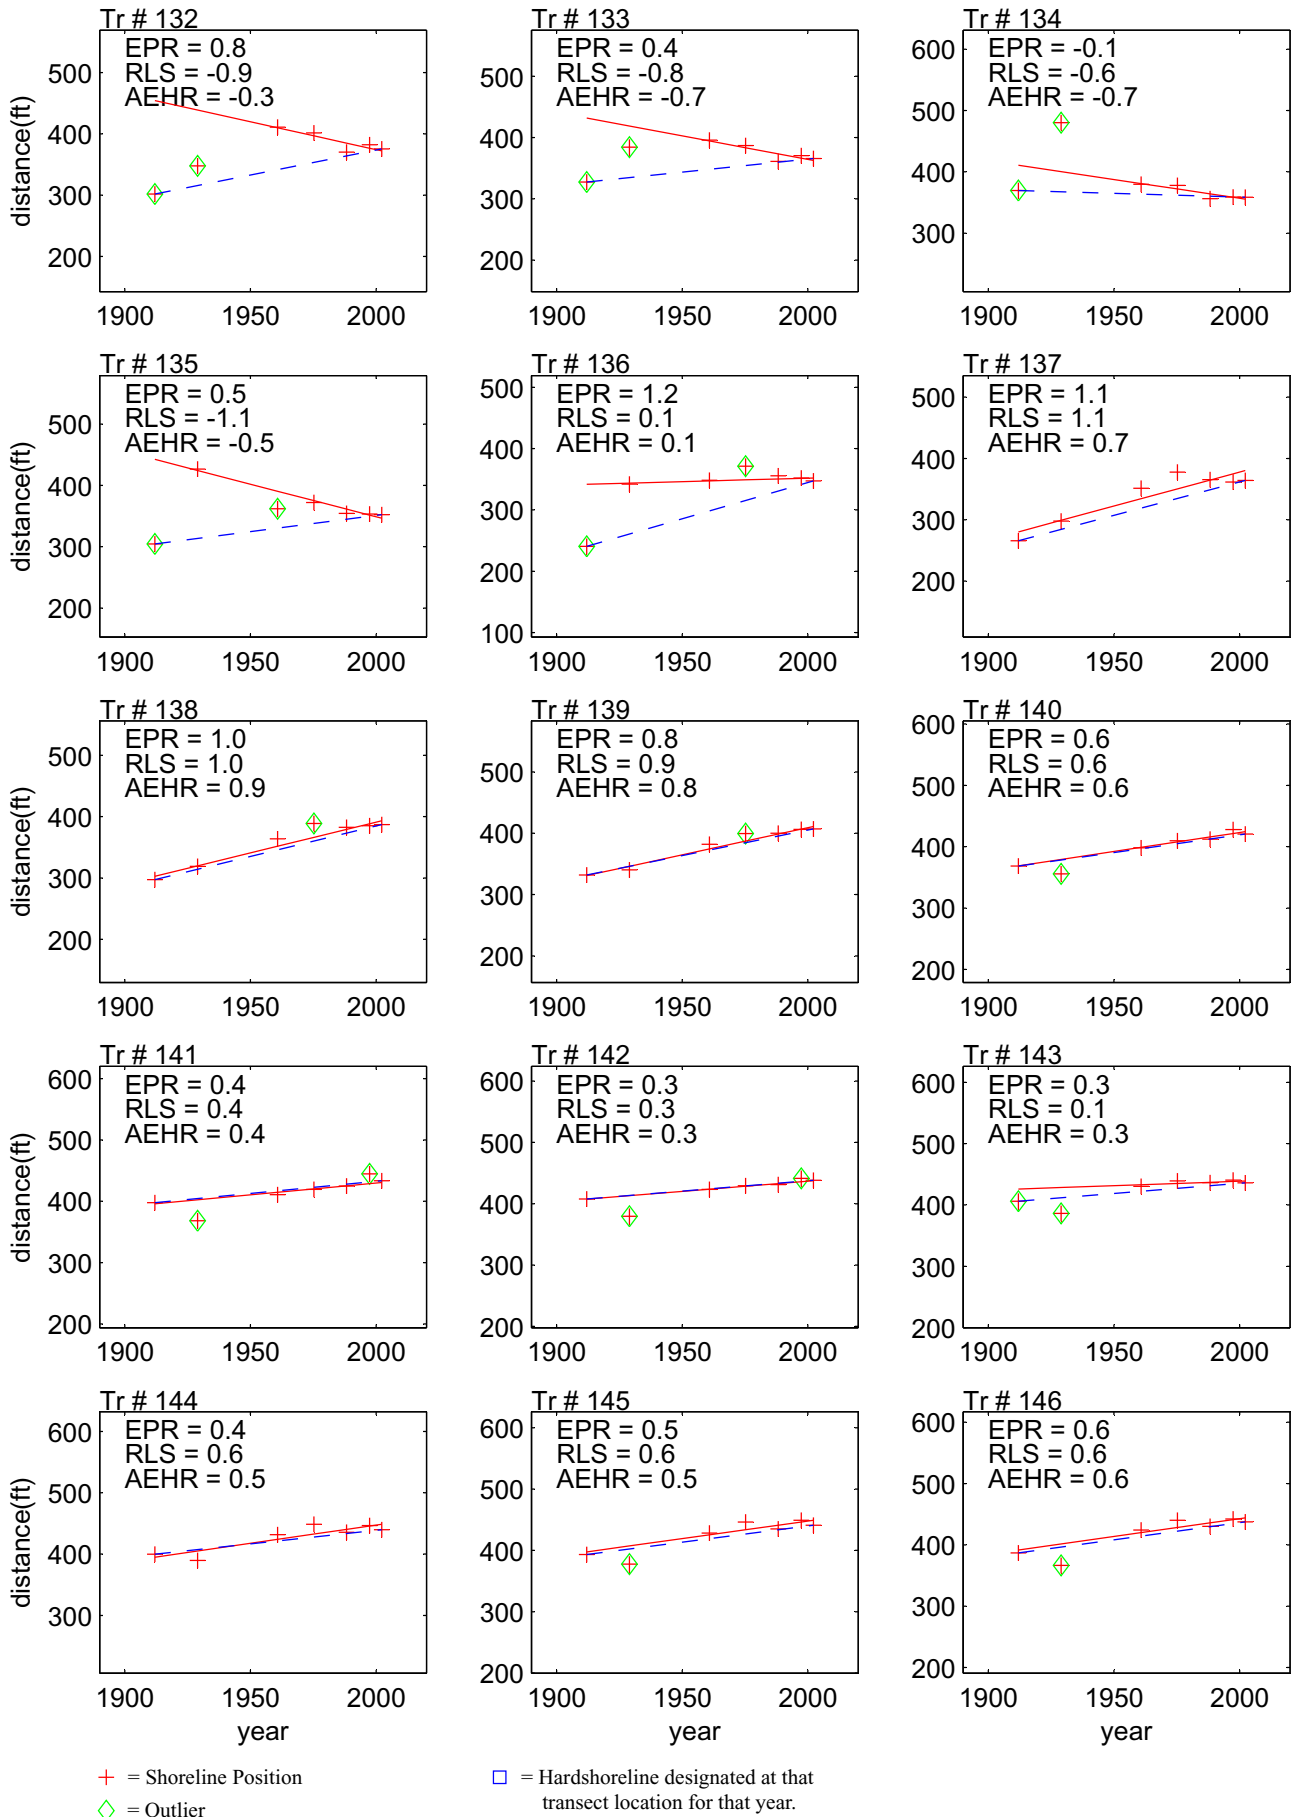 Tr # 132
EPR = 0.8
RLS = -0.9
AEHR = -0.3
500
400
300
200
distance(ft)
1900 1950 2000
Tr # 133
EPR = 0.4
RLS = -0.8
AEHR = -0.7
500
400
300
200
1900 1950 2000
Tr # 134
EPR = -0.1
RLS = -0.6
AEHR = -0.7
600
500
400
300
1900 1950 2000
Tr # 135
EPR = 0.5
RLS = -1.1
AEHR = -0.5
500
400
300
200
distance(ft)
1900 1950 2000
Tr # 136
EPR = 1.2
RLS = 0.1
AEHR = 0.1
500
400
300
200
100
1900 1950 2000
Tr # 137
EPR = 1.1
RLS = 1.1
AEHR = 0.7
500
400
300
200
1900 1950 2000
Tr # 138
EPR = 1.0
RLS = 1.0
AEHR = 0.9
500
400
300
200
distance(ft)
1900 1950 2000
Tr # 139
EPR = 0.8
RLS = 0.9
AEHR = 0.8
500
400
300
200
1900 1950 2000
Tr # 140
EPR = 0.6
RLS = 0.6
AEHR = 0.6
600
500
400
300
200
1900 1950 2000
Tr # 141
EPR = 0.4
RLS = 0.4
AEHR = 0.4
600
500
400
300
200
distance(ft)
1900 1950 2000
Tr # 142
EPR = 0.3
RLS = 0.3
AEHR = 0.3
600
500
400
300
200
1900 1950 2000
Tr # 143
EPR = 0.3
RLS = 0.1
AEHR = 0.3
600
500
400
300
200
1900 1950 2000
Tr # 144
EPR = 0.4
RLS = 0.6
AEHR = 0.5
600
500
400
300
distance(ft)
1900 1950 2000
year
Tr # 145
EPR = 0.5
RLS = 0.6
AEHR = 0.5
600
500
400
300
200
1900 1950 2000
year
Tr # 146
EPR = 0.6
RLS = 0.6
AEHR = 0.6
600
500
400
300
200
1900 1950 2000
year
= Shoreline Position
= Outlier
= Hardshoreline designated at that
transect location for that year.